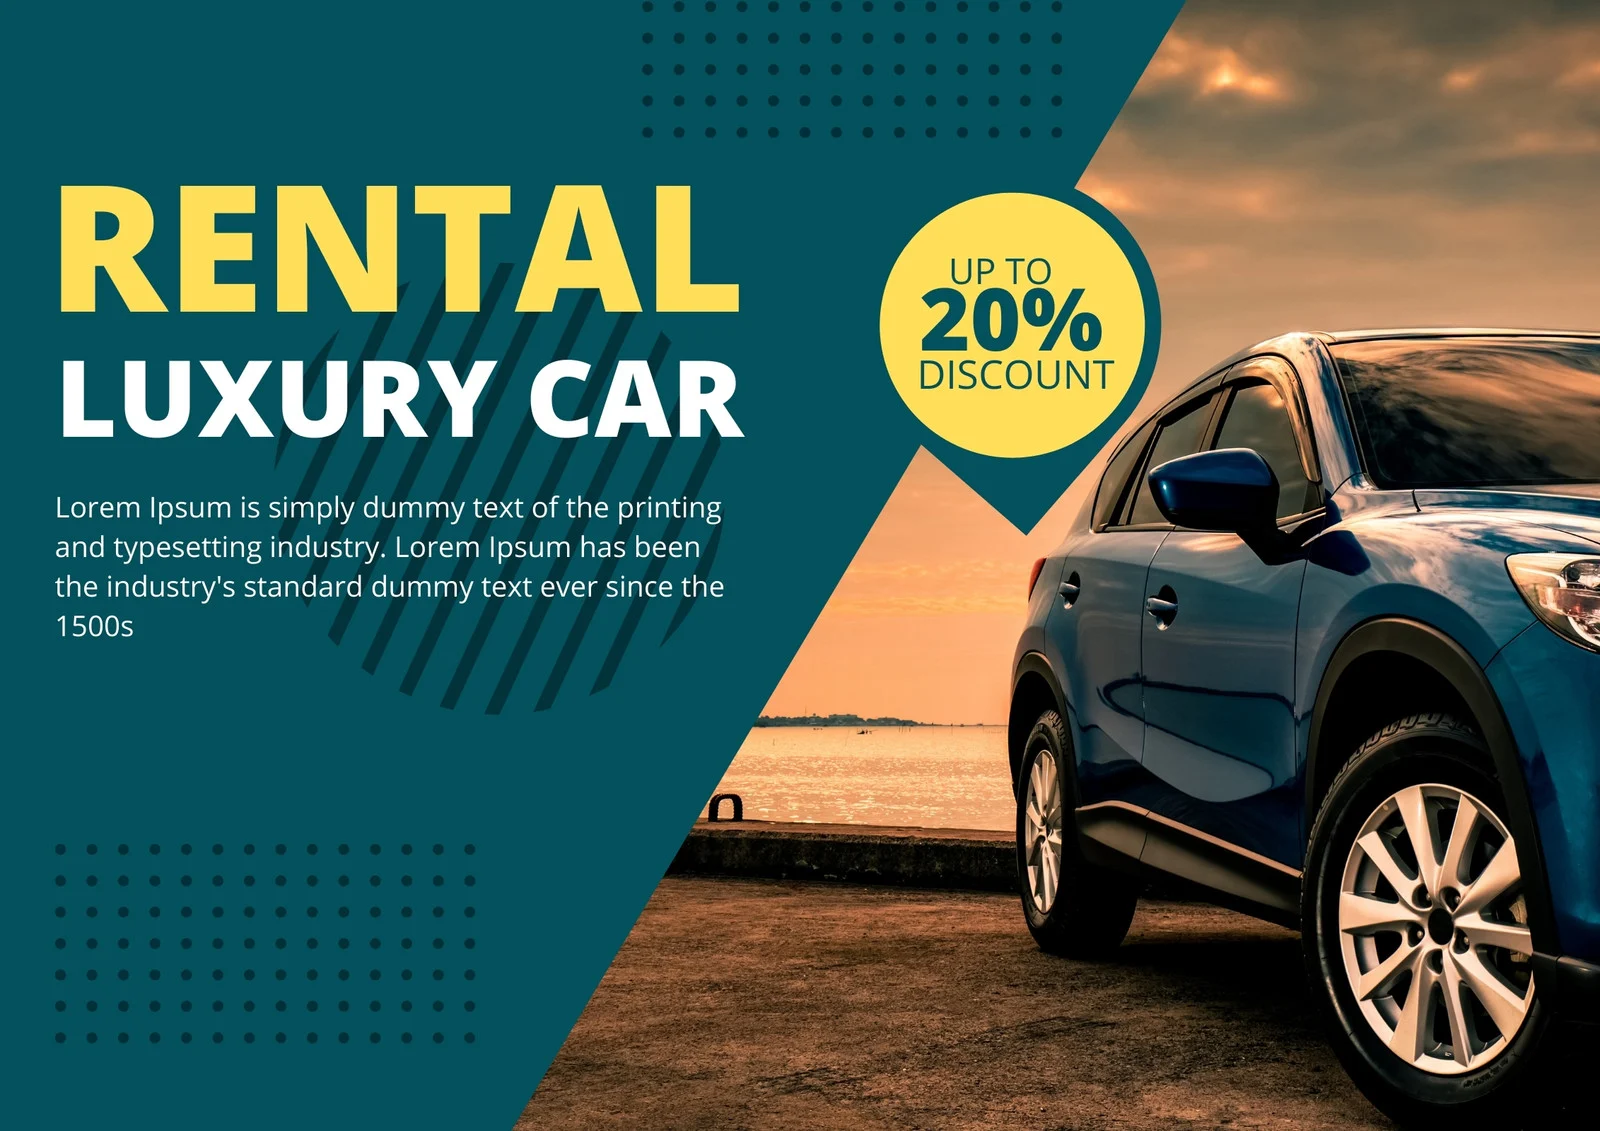 RENTAL
LUXURY CAR
Lorem Ipsum is simply dummy text of the printing
and typesetting industry. Lorem Ipsum has been
the industry's standard dummy text ever since the
1500s
UP TO
20%
DISCOUNT